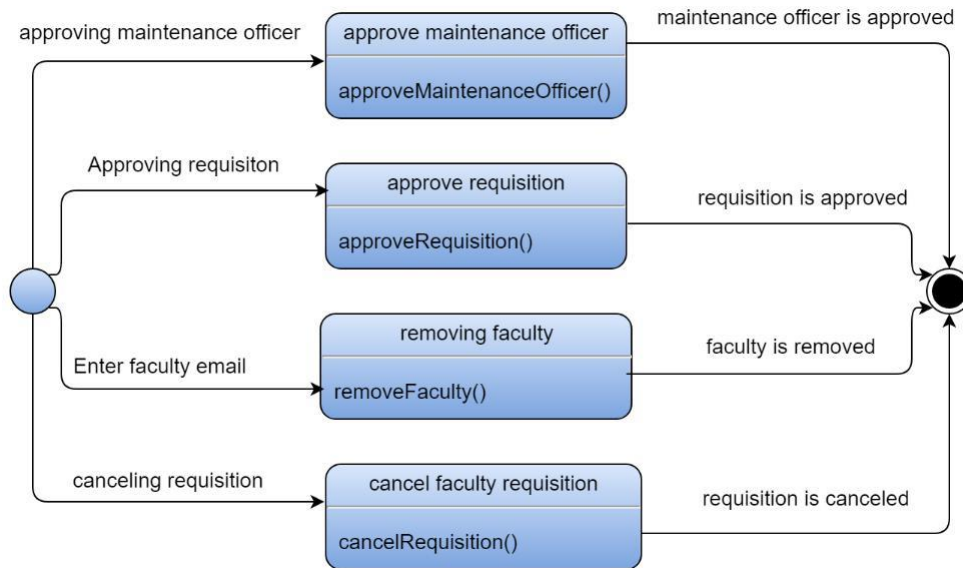 approving maintenance officer
approve maintenance officer
maintenance officer is approved
approveMaintenanceOfficer()
Approving requisiton
approve requisition
requisition is approved
approveRequisition()
Enter faculty email
removing faculty
faculty is removed
removeFaculty()
canceling requisition
cancel faculty requisition
requisition is canceled
cancelRequisition()